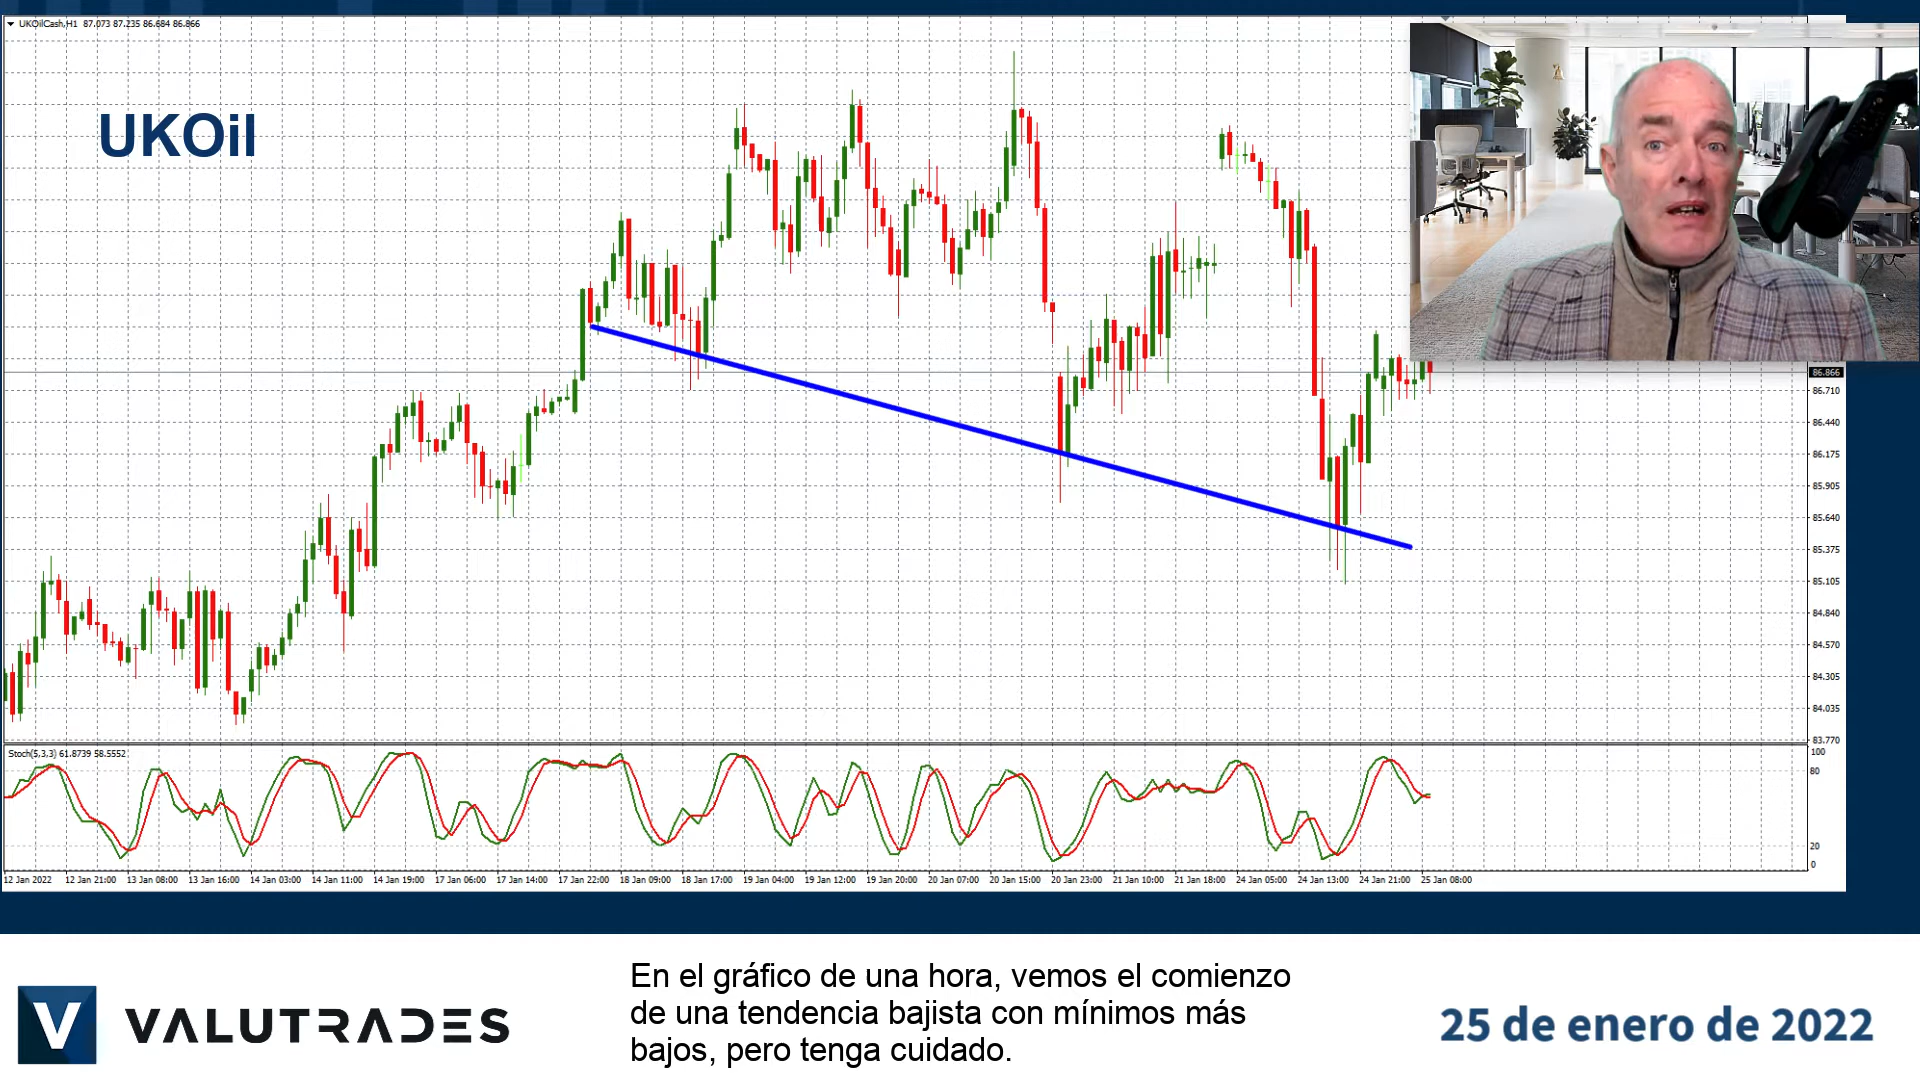 UKOilCash,H1 87.073 87.235 86.684 86.866
UKOil
86.866
86.710
86.440
86.175
85.905
85.640
85.375
85.105
84.840
84.570
84.305
84.035
83.770
Stoch(5,3,3) 61.8739 58.5552
100
80
20
0
12 Jan 2022 12 Jan 21:00 13 Jan 08:00 13 Jan 16:00 14 Jan 03:00 14 Jan 11:00 14 Jan 19:00 17 Jan 06:00 17 Jan 14:00 17 Jan 22:00 18 Jan 09:00 18 Jan 17:00 19 Jan 04:00 19 Jan 12:00 19 Jan 20:00 20 Jan 07:00 20 Jan 15:00 20 Jan 23:00 21 Jan 10:00 21 Jan 18:00 24 Jan 05:00 24 Jan 13:00 24 Jan 21:00 25 Jan 08:00
V VALUTRADES
En el gráfico de una hora, vemos el comienzo
de una tendencia bajista con mínimos más
bajos, pero tenga cuidado.
25 de enero de 2022